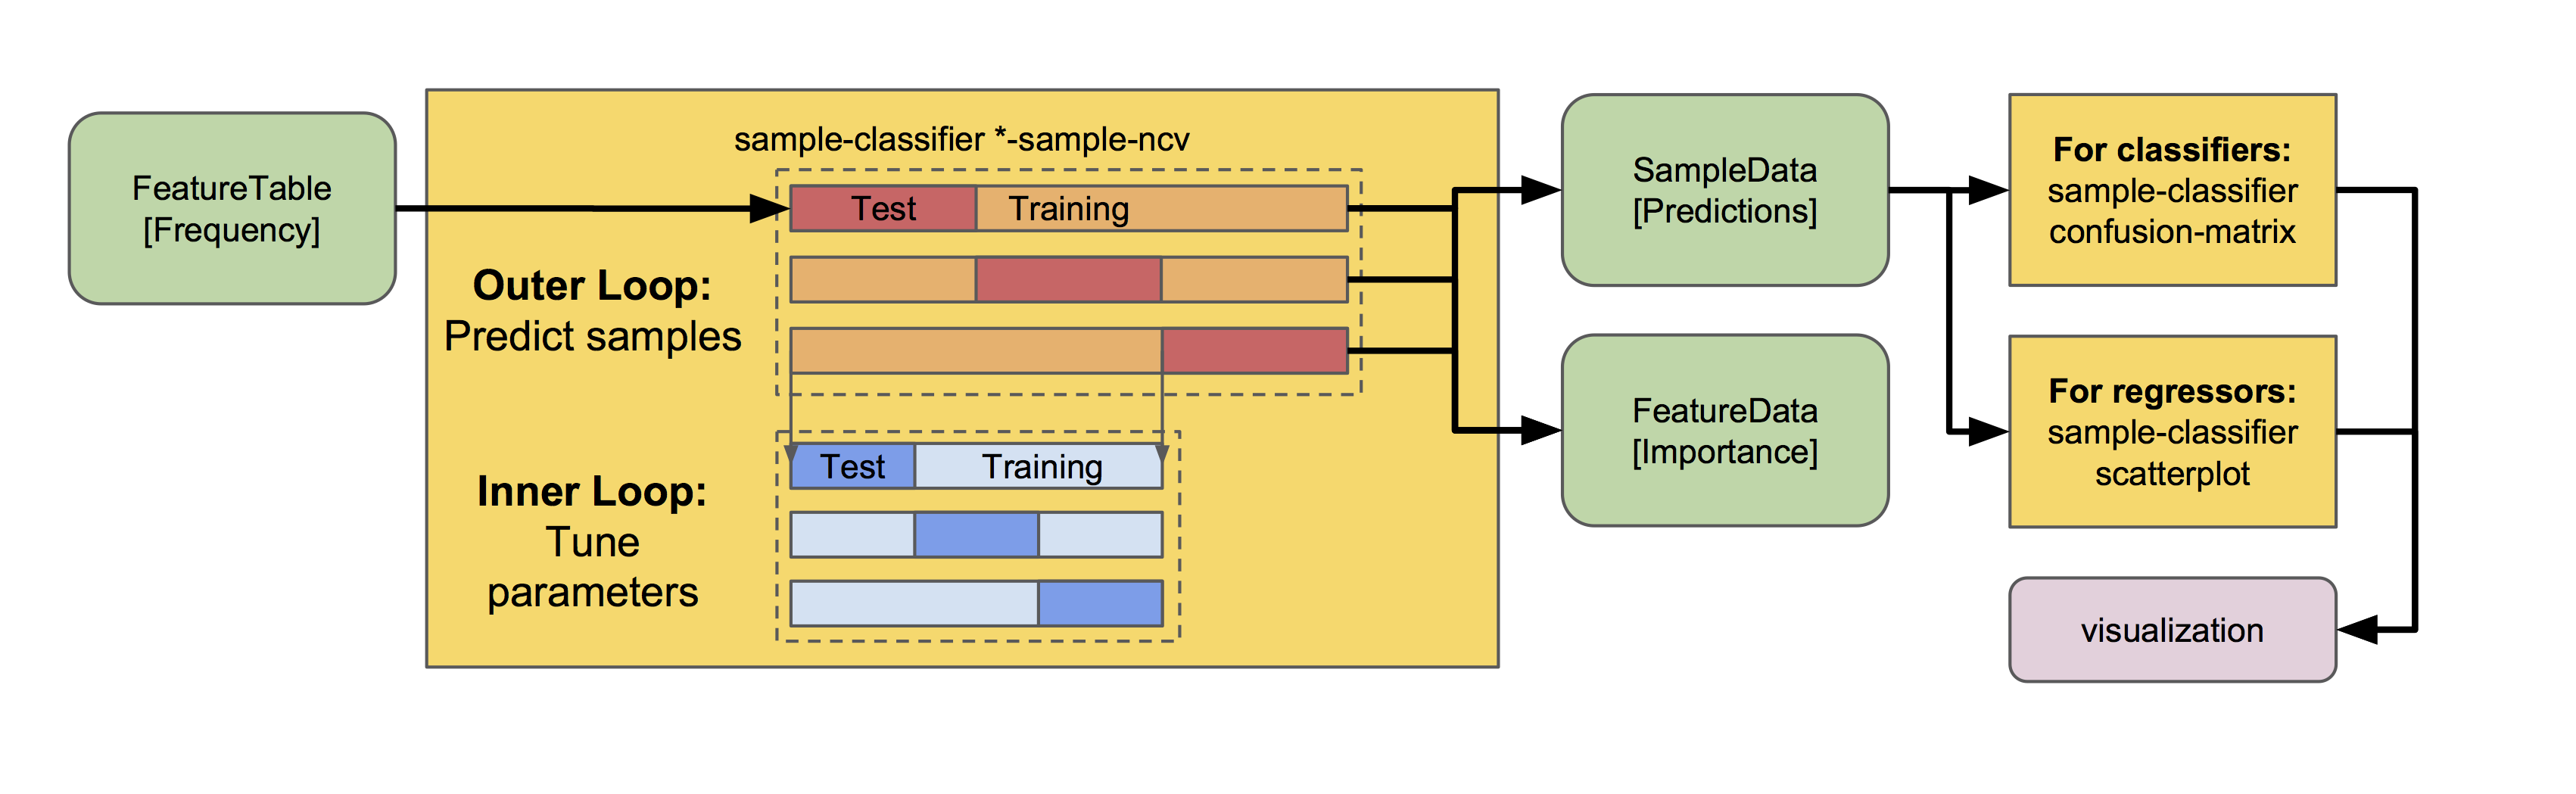 FeatureTable
[Frequency]
sample-classifier *-sample-ncv
Test
Training
Outer Loop:
Predict samples
Test
Training
Inner Loop:
Tune
parameters
SampleData
[Predictions]
FeatureData
[Importance]
For classifiers:
sample-classifier
confusion-matrix
For regressors:
sample-classifier
scatterplot
visualization